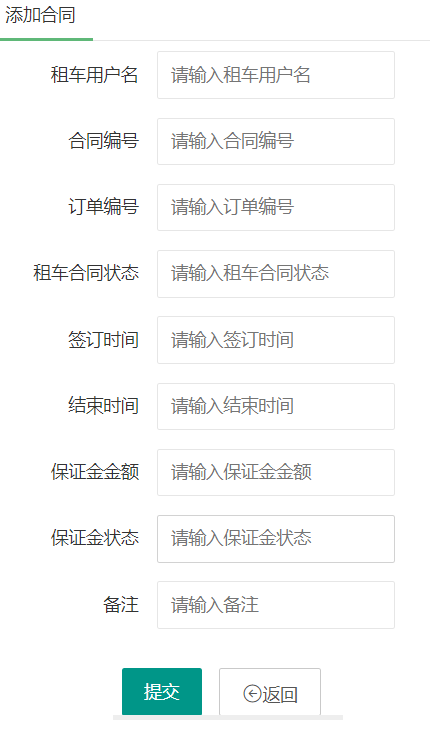 添加合同
租车用户名 请输入租车用户名
合同编号 请输入合同编号
订单编号 请输入订单编号
租车合同状态 请输入租车合同状态
签订时间 请输入签订时间
结束时间 请输入结束时间
保证金金额 请输入保证金金额
保证金状态 请输入保证金状态
备注 请输入备注
提交 返回